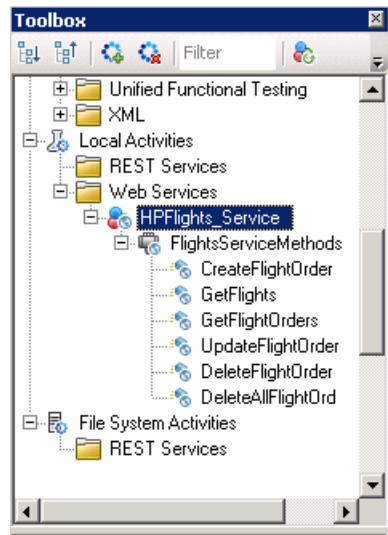 Toolbox
Filter
Unified Functional Testing
XML
Local Activities
REST Services
Web Services
HPFlights_Service
FlightsServiceMethods
CreateFlightOrder
GetFlights
GetFlightOrders
UpdateFlightOrder
DeleteFlightOrder
DeleteAllFlightOrd
File System Activities
REST Services